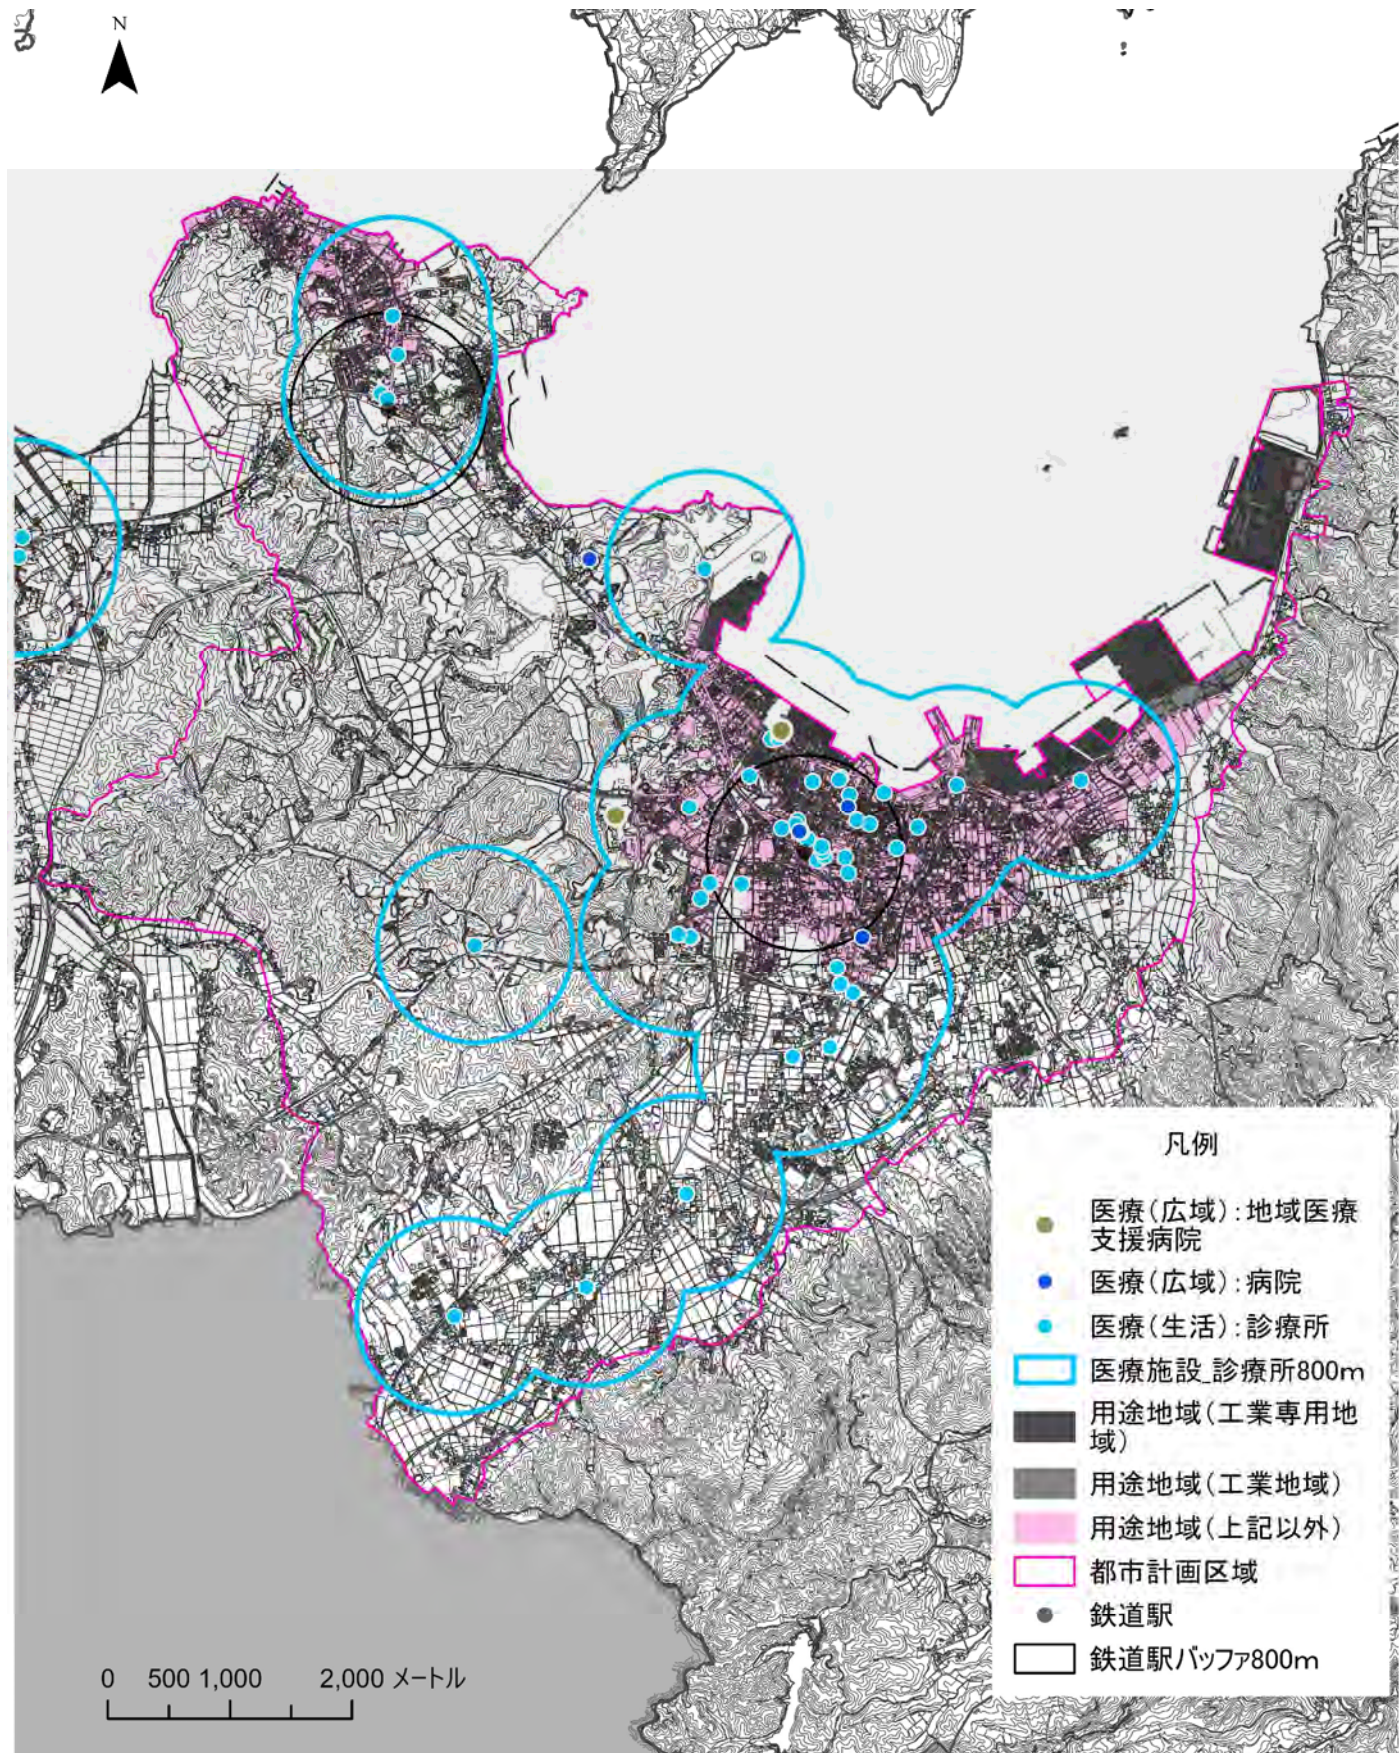 N
凡例
医療(広域):地域医療
支援病院
医療(広域):病院
医療(生活):診療所
医療施設_診療所800m
用途地域(工業専用地
域)
用途地域(工業地域)
用途地域(上記以外)
都市計画区域
鉄道駅
鉄道駅バッファ800m
0 500 1,000 2,000 メートル